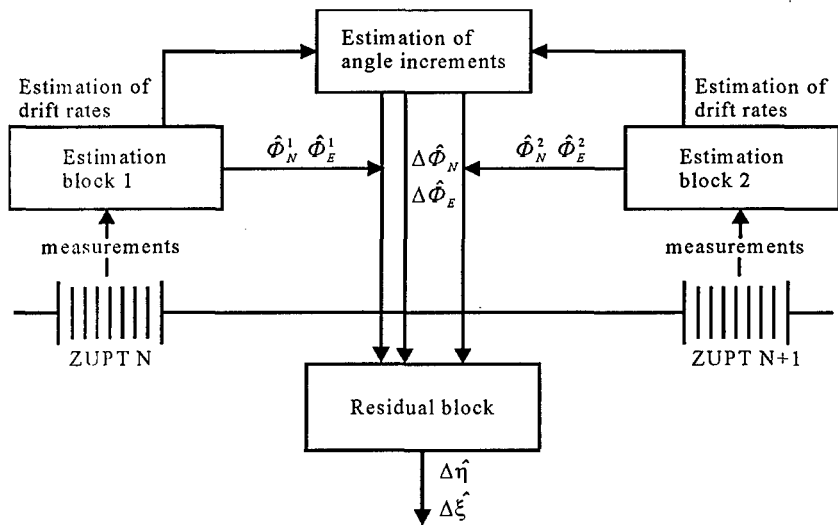 Estimation of
angle increments
Estimation of
drift rates
Estimation of
drift rates
Estimation
block 1
Φ̂¹_N Φ̂¹_E
ΔΦ̂_N
ΔΦ̂_E
Φ̂²_N Φ̂²_E
Estimation
block 2
measurements
measurements
ZUPT N
ZUPT N+1
Residual block
Δη̂
Δξ̂